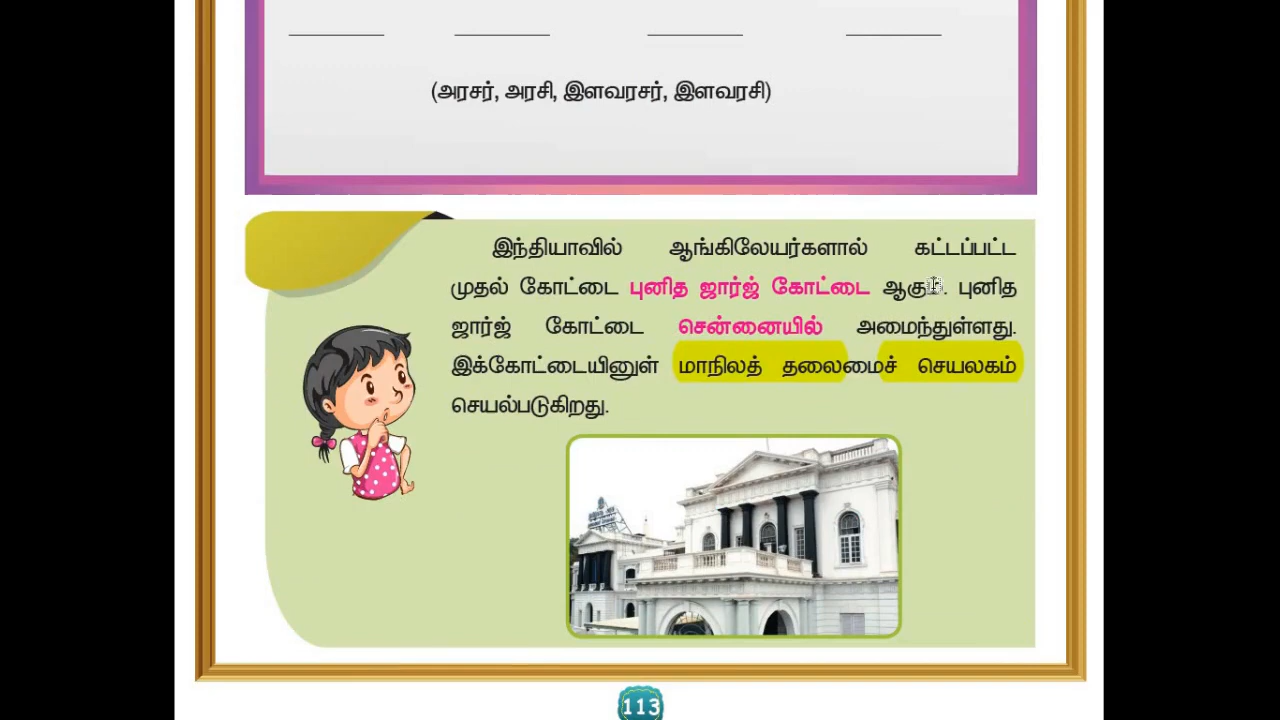 (அரசர், அரசி, இளவரசர், இளவரசி)
இந்தியாவில் ஆங்கிலேயர்களால் கட்டப்பட்ட
முதல் கோட்டை புனித ஜார்ஜ் கோட்டை ஆகும். புனித
ஜார்ஜ் கோட்டை சென்னையில் அமைந்துள்ளது.
இக்கோட்டையினுள் மாநிலத் தலைமைச் செயலகம்
செயல்படுகிறது.
113